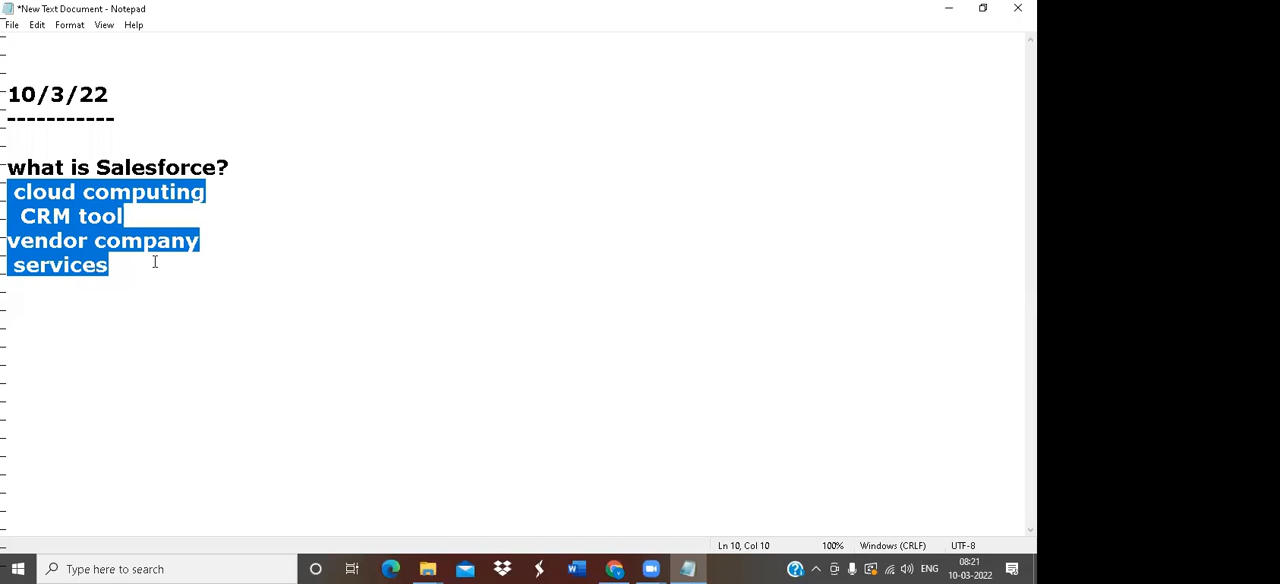 *New Text Document - Notepad
File Edit Format View Help
10/3/22
-----------
what is Salesforce?
cloud computing
CRM tool
vendor company
services
Ln 10, Col 10 100% Windows (CRLF) UTF-8
Type here to search
ENG
08:21
10-03-2022